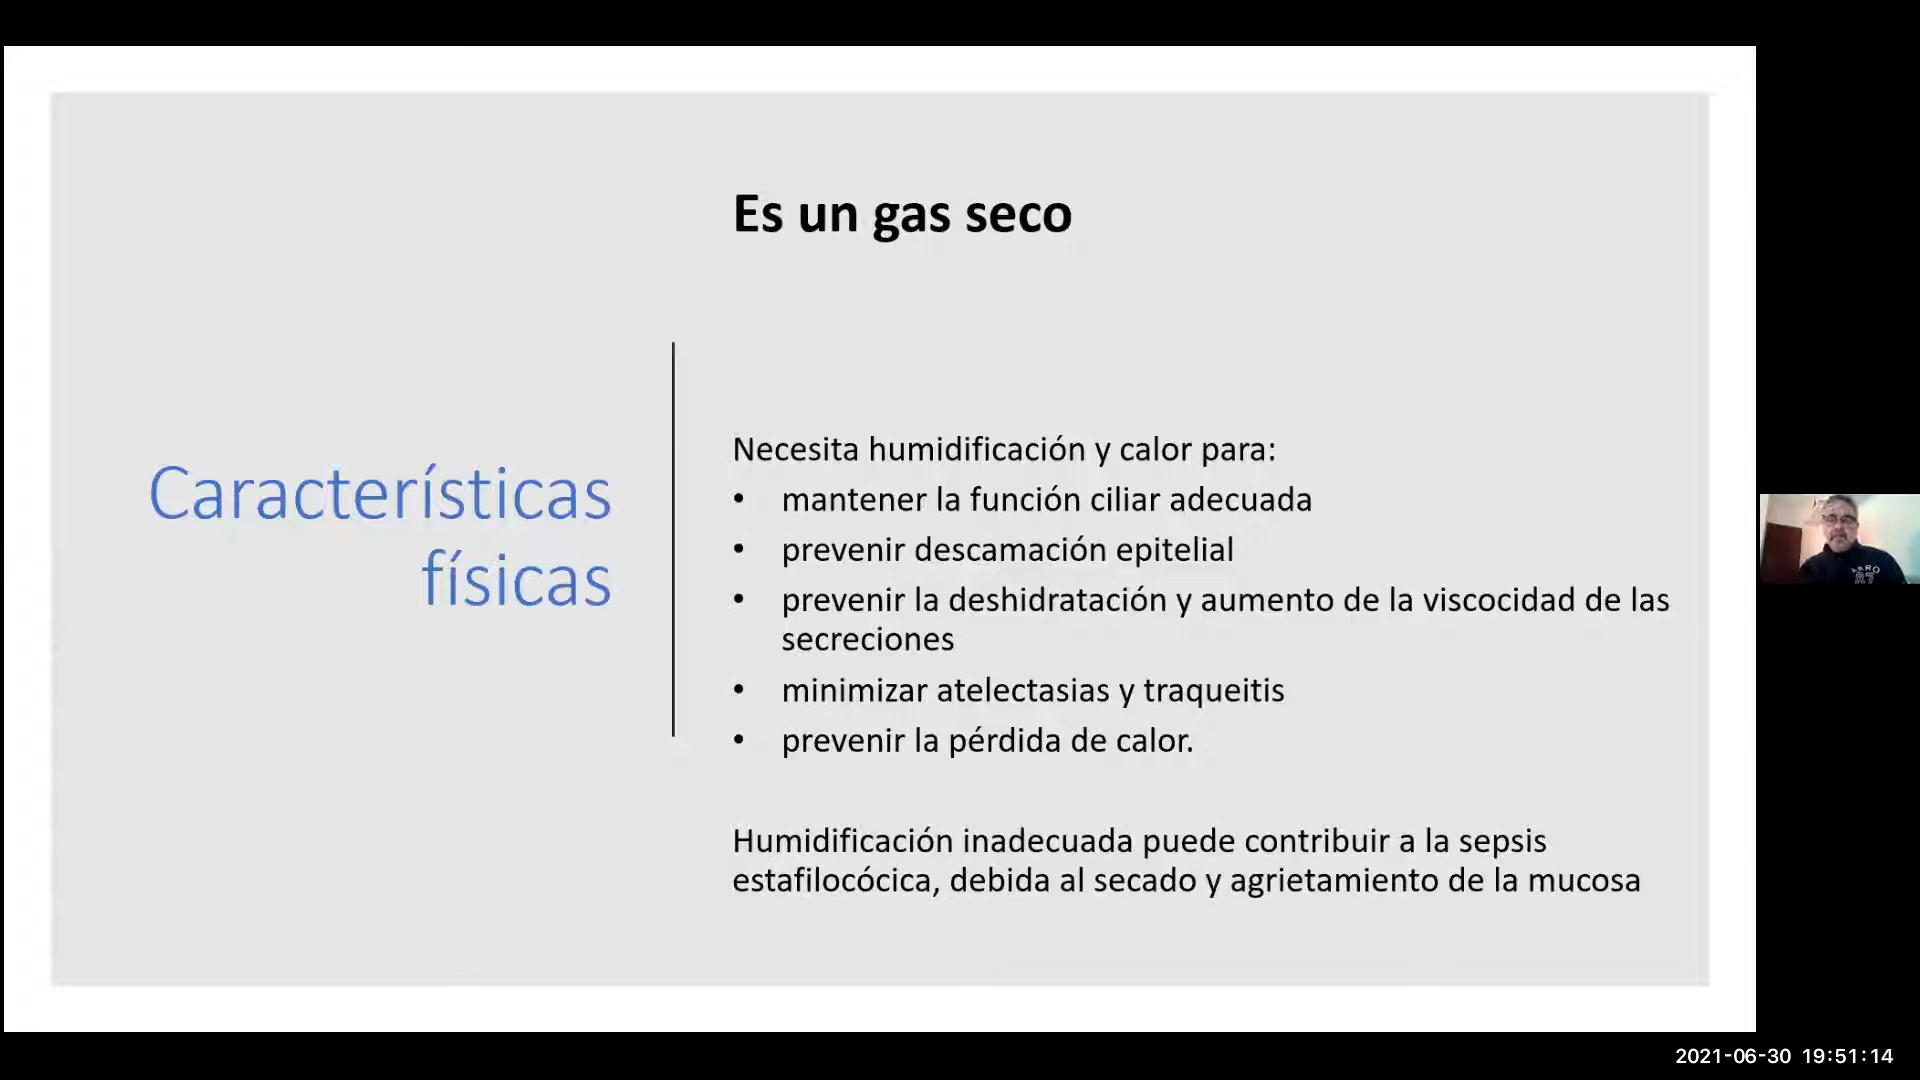 Es un gas seco
Características
físicas
Necesita humidificación y calor para:
• mantener la función ciliar adecuada
• prevenir descamación epitelial
• prevenir la deshidratación y aumento de la viscocidad de las
secreciones
• minimizar atelectasias y traqueitis
• prevenir la pérdida de calor.
Humidificación inadecuada puede contribuir a la sepsis
estafilocócica, debida al secado y agrietamiento de la mucosa
AERO
87
2021-06-30 19:51:14